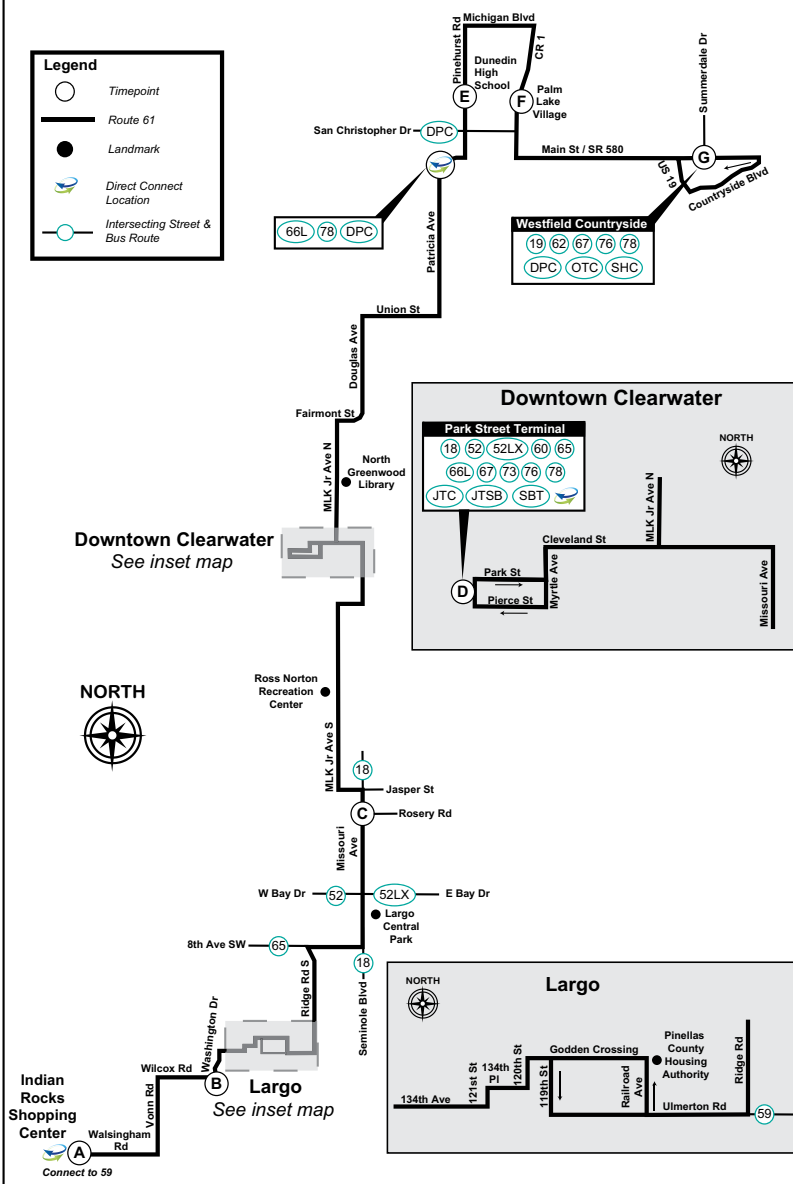 Legend
Timepoint
Route 61
Landmark
Direct Connect
Location
Intersecting Street &
Bus Route
Michigan Blvd
Pinehurst Rd
CR 1
Dunedin
High
School
E
F
Palm
Lake
Village
Summerdale Dr
San Christopher Dr
DPC
Main St / SR 580
G
US 19
Countryside Blvd
66L
78
DPC
Patricia Ave
Westfield Countryside
19 62 67 76 78
DPC OTC SHC
Union St
Douglas Ave
Fairmont St
MLK Jr Ave N
North
Greenwood
Library
Downtown Clearwater
See inset map
Downtown Clearwater
Park Street Terminal
18 52 52LX 60 65
66L 67 73 76 78
JTC JTSB SBT
NORTH
MLK Jr Ave N
Cleveland St
Park St
Myrtle Ave
D
Pierce St
Missouri Ave
NORTH
Ross Norton
Recreation
Center
MLK Jr Ave S
18
Jasper St
C
Rosery Rd
Missouri
Ave
W Bay Dr
52
52LX
E Bay Dr
Largo
Central
Park
8th Ave SW
65
18
Ridge Rd S
Seminole Blvd
Washington Dr
Wilcox Rd
B
Largo
See inset map
Vonn Rd
Indian
Rocks
Shopping
Center
Walsingham
Rd
A
Connect to 59
NORTH
Largo
134th Ave
121st St
134th
Pl
120th St
Godden Crossing
119th St
Railroad
Ave
Pinellas
County
Housing
Authority
Ridge Rd
Ulmerton Rd
59